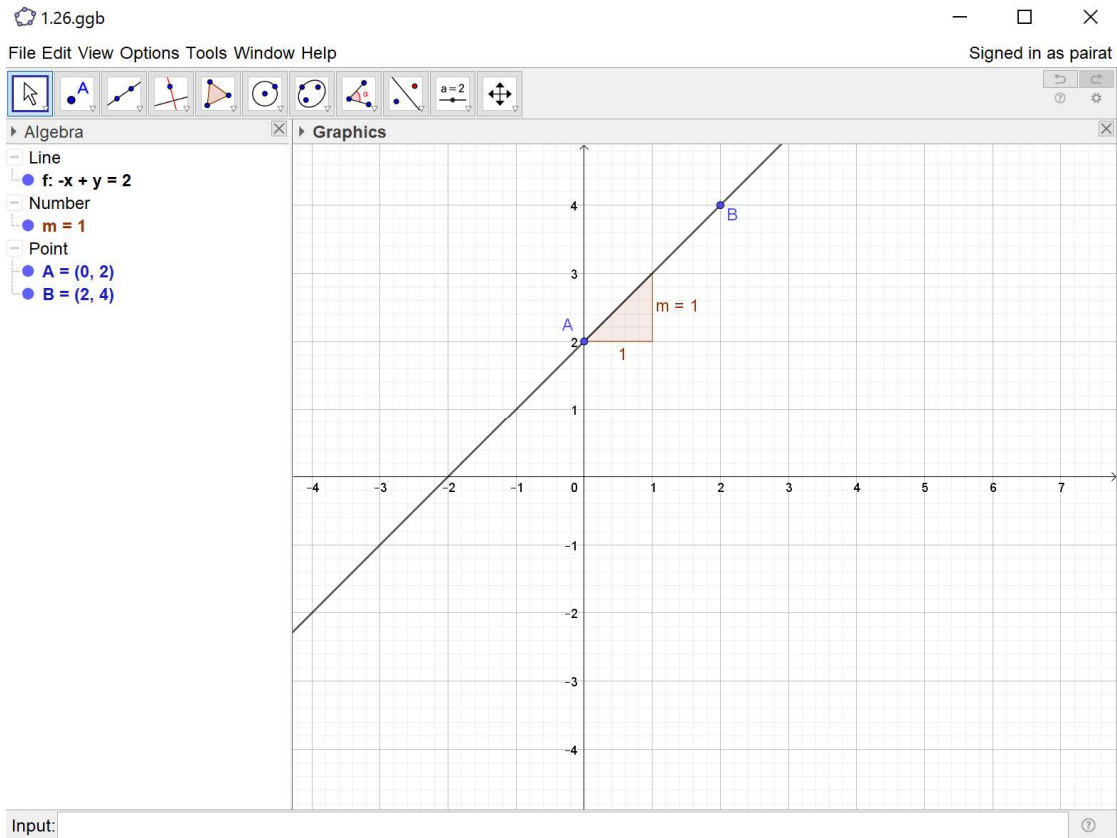 1.26.ggb
File Edit View Options Tools Window Help
Signed in as pairat
A
α
a = 2
Algebra
Graphics
Line
f: -x + y = 2
Number
m = 1
Point
A = (0, 2)
B = (2, 4)
4
B
3
m = 1
A
2
1
1
–4 –3 –2 –1 0 1 2 3 4 5 6 7
–1
–2
–3
–4
Input: